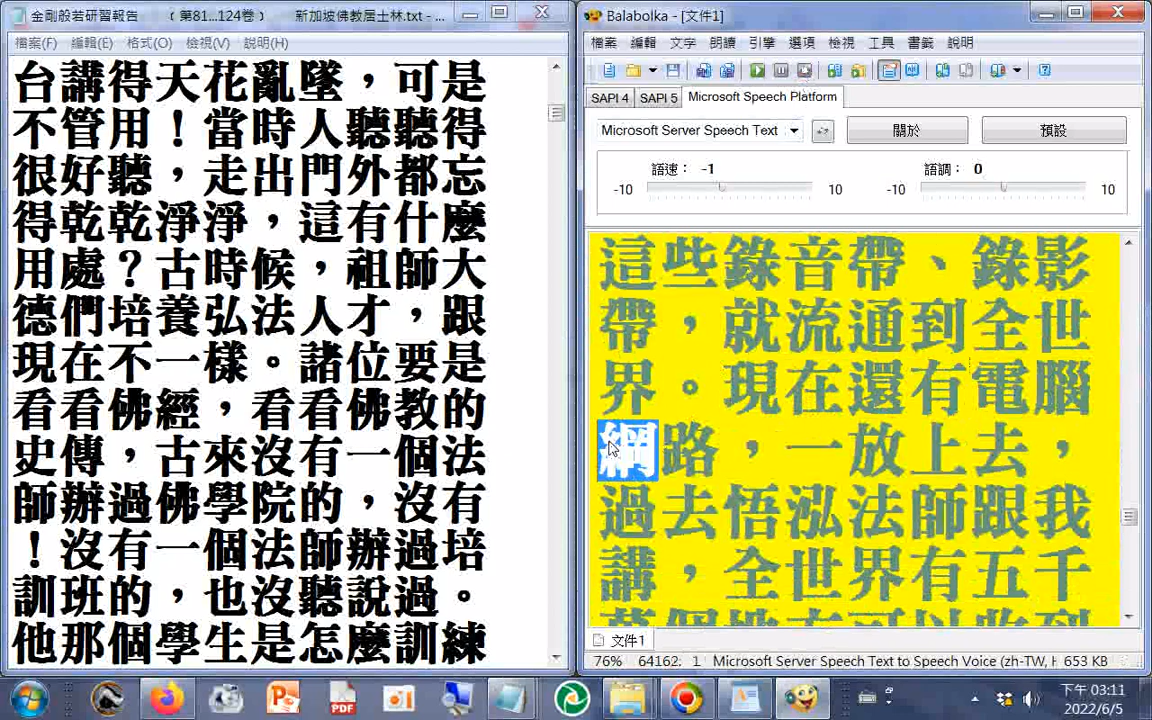 金剛般若研習報告 （第81...124卷） 新加坡佛教居士林.txt - ...
檔案(F) 編輯(E) 格式(O) 檢視(V) 說明(H)
台講得天花亂墜，可是
不管用！當時人聽聽得
很好聽，走出門外都忘
得乾乾淨淨，這有什麼
用處？古時候，祖師大
德們培養弘法人才，跟
現在不一樣。諸位要是
看看佛經，看看佛教的
史傳，古來沒有一個法
師辦過佛學院的，沒有
！沒有一個法師辦過培
訓班的，也沒聽說過。
他那個學生是怎麼訓練
Balabolka - [文件1]
檔案 編輯 文字 朗讀 引擎 選項 檢視 工具 書籤 說明
SAPI 4 SAPI 5 Microsoft Speech Platform
Microsoft Server Speech Text 關於 預設
語速： -1 語調： 0
-10 10 -10 10
這些錄音帶、錄影
帶，就流通到全世
界。現在還有電腦
網路，一放上去，
過去悟泓法師跟我
講，全世界有五千
萬個地方可以收到
文件1
76% 64162: 1 Microsoft Server Speech Text to Speech Voice (zh-TW, H 653 KB
PDF
下午 03:11
2022/6/5